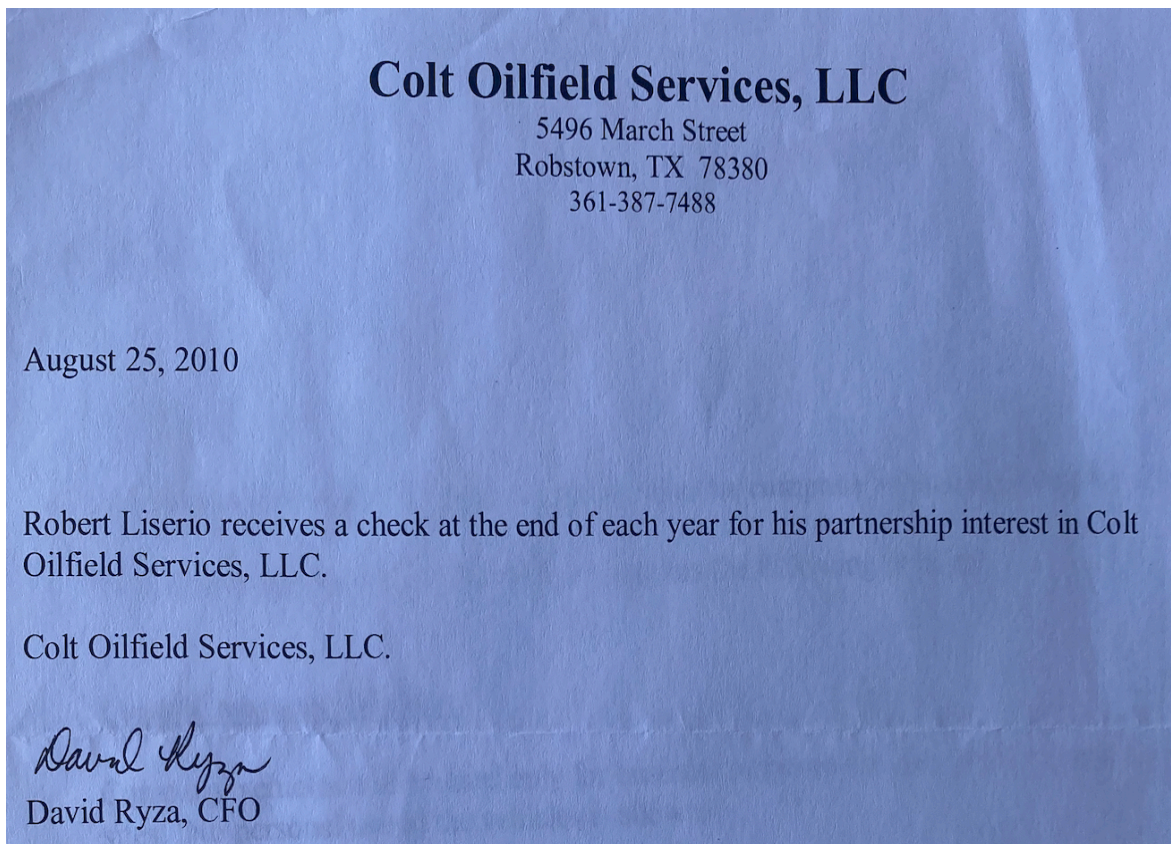 Colt Oilfield Services, LLC
5496 March Street
Robstown, TX 78380
361-387-7488
August 25, 2010
Robert Liserio receives a check at the end of each year for his partnership interest in Colt
Oilfield Services, LLC.
Colt Oilfield Services, LLC.
David Ryza
David Ryza, CFO